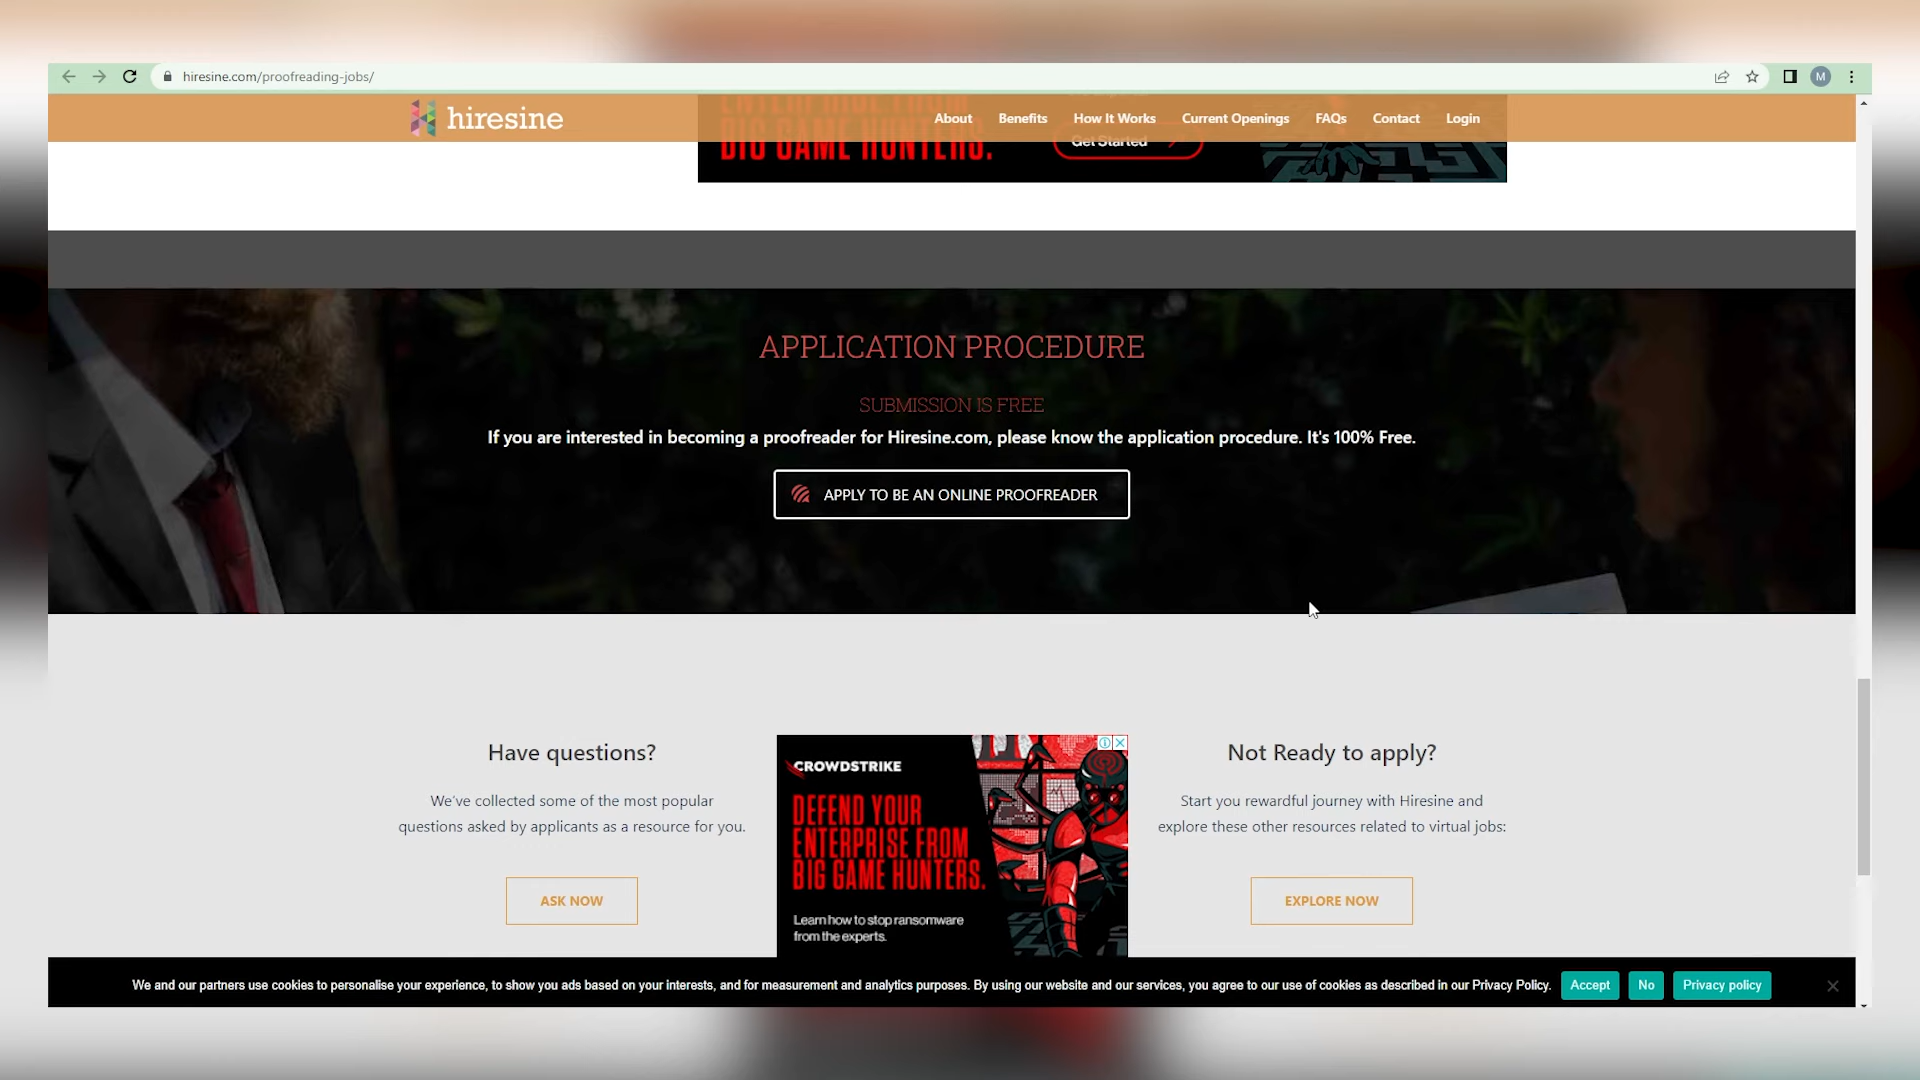 hiresine.com/proofreading-jobs/
M
hiresine
About
Benefits
How It Works
Current Openings
FAQs
Contact
Login
ENTERPRISE FROM
BIG GAME HUNTERS.
Get Started
APPLICATION PROCEDURE
SUBMISSION IS FREE
If you are interested in becoming a proofreader for Hiresine.com, please know the application procedure. It's 100% Free.
APPLY TO BE AN ONLINE PROOFREADER
Have questions?
We've collected some of the most popular
questions asked by applicants as a resource for you.
ASK NOW
CROWDSTRIKE
DEFEND YOUR
ENTERPRISE FROM
BIG GAME HUNTERS.
Learn how to stop ransomware
from the experts.
Not Ready to apply?
Start you rewardful journey with Hiresine and
explore these other resources related to virtual jobs:
EXPLORE NOW
We and our partners use cookies to personalise your experience, to show you ads based on your interests, and for measurement and analytics purposes. By using our website and our services, you agree to our use of cookies as described in our Privacy Policy.
Accept
No
Privacy policy